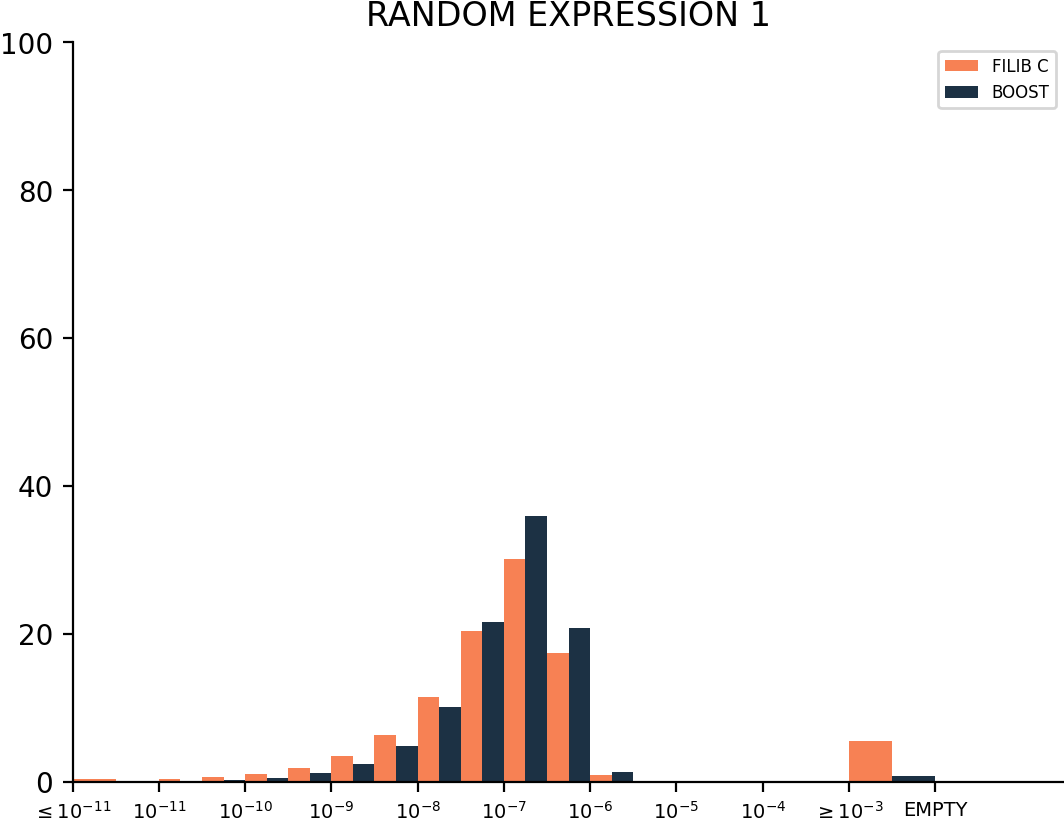 RANDOM EXPRESSION 1
100
80
60
40
20
0
FILIB C
BOOST
≤ 10⁻¹¹ 10⁻¹¹ 10⁻¹⁰ 10⁻⁹ 10⁻⁸ 10⁻⁷ 10⁻⁶ 10⁻⁵ 10⁻⁴ ≥ 10⁻³ EMPTY